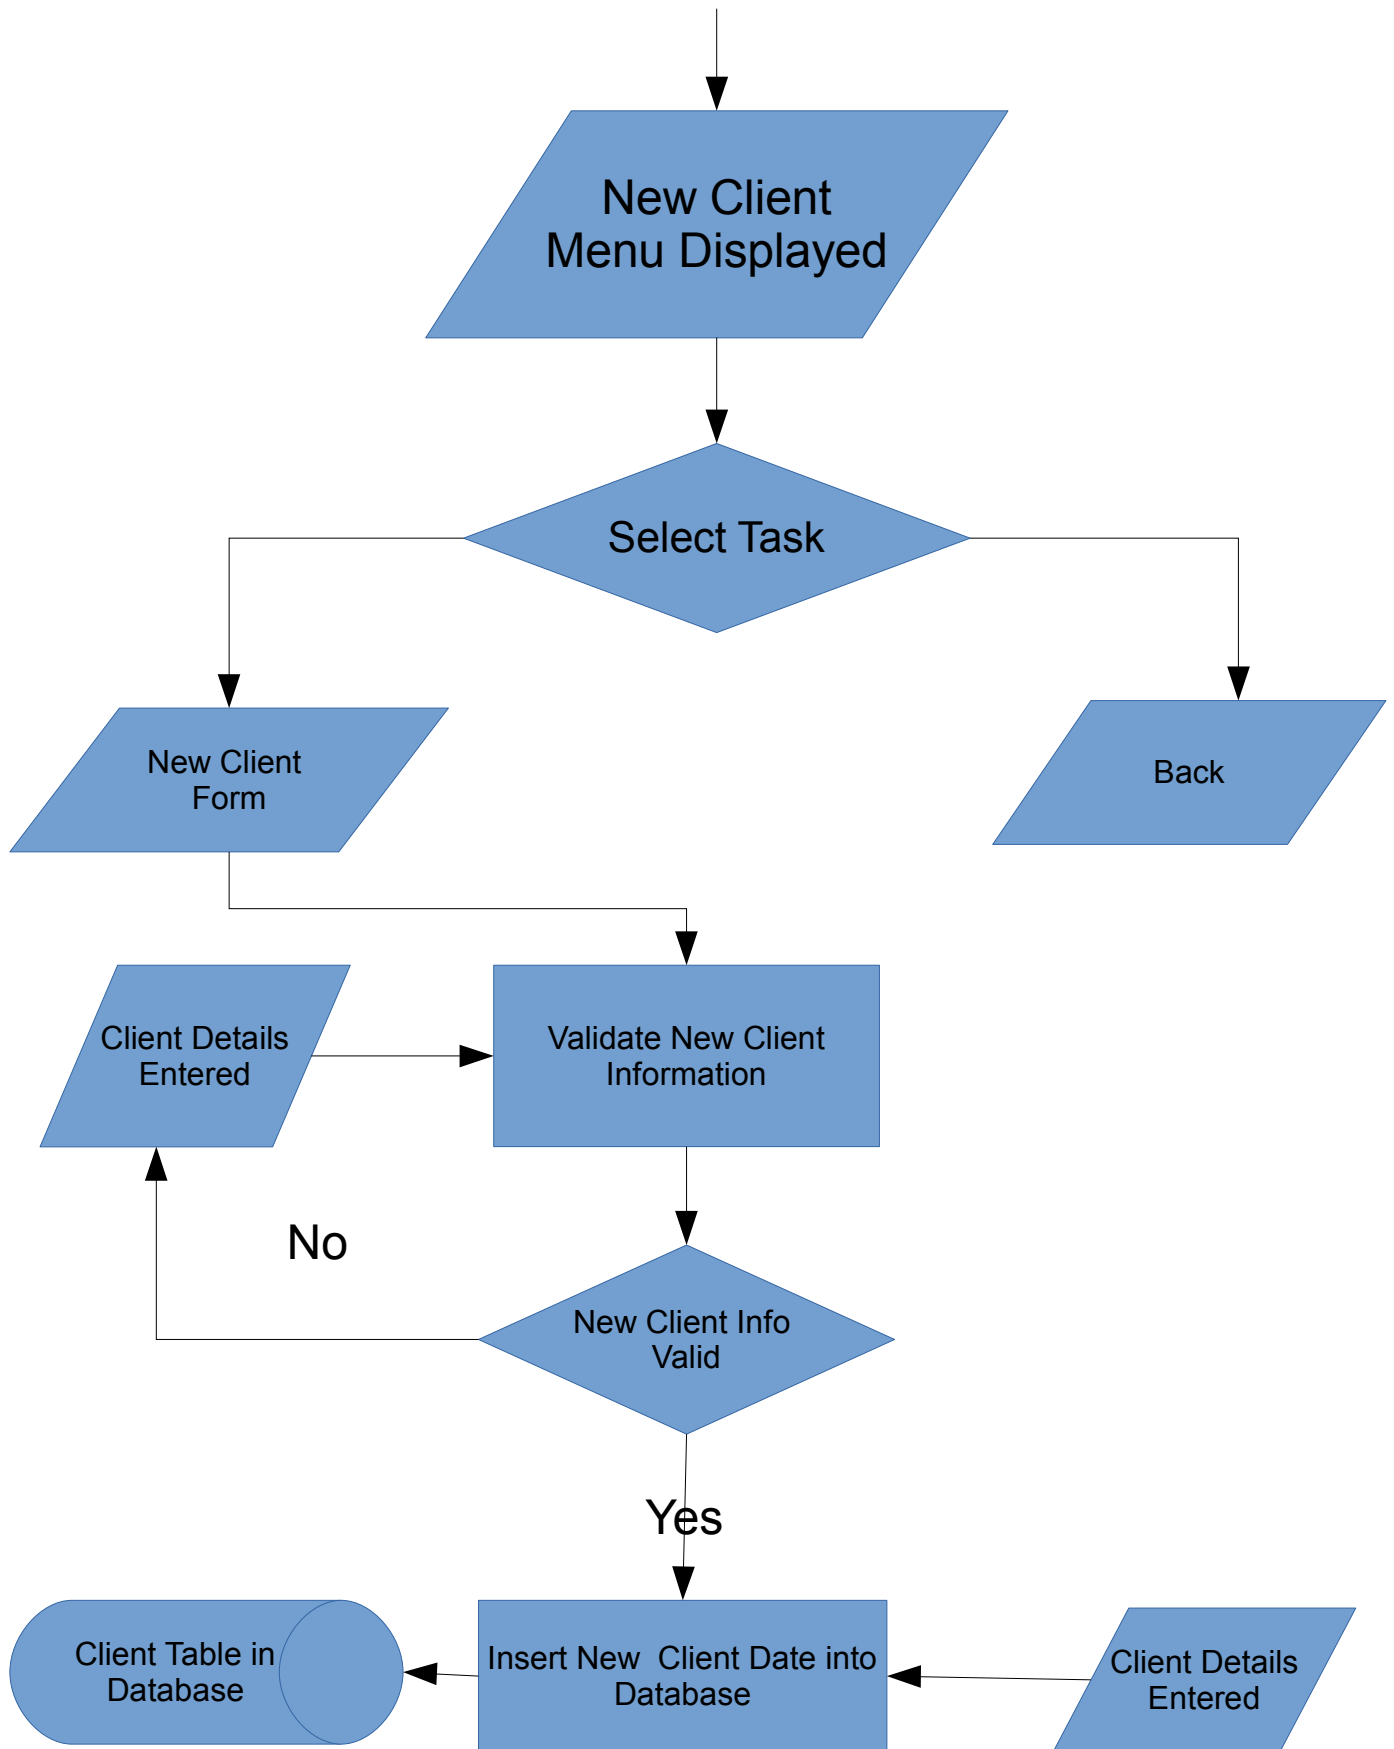 New Client
Menu Displayed
Select Task
New Client
Form
Back
Client Details
Entered
Validate New Client
Information
No
New Client Info
Valid
Yes
Client Table in
Database
Insert New  Client Date into
Database
Client Details
Entered